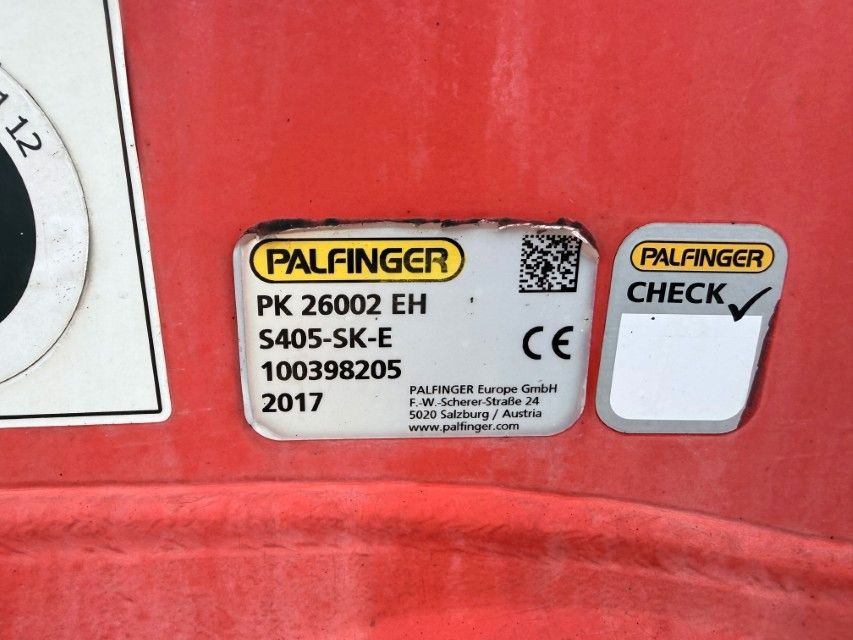 12
PALFINGER
PK 26002 EH
S405-SK-E
100398205
2017
CE
PALFINGER Europe GmbH
F.-W.-Scherer-Straße 24
5020 Salzburg / Austria
www.palfinger.com
PALFINGER
CHECK